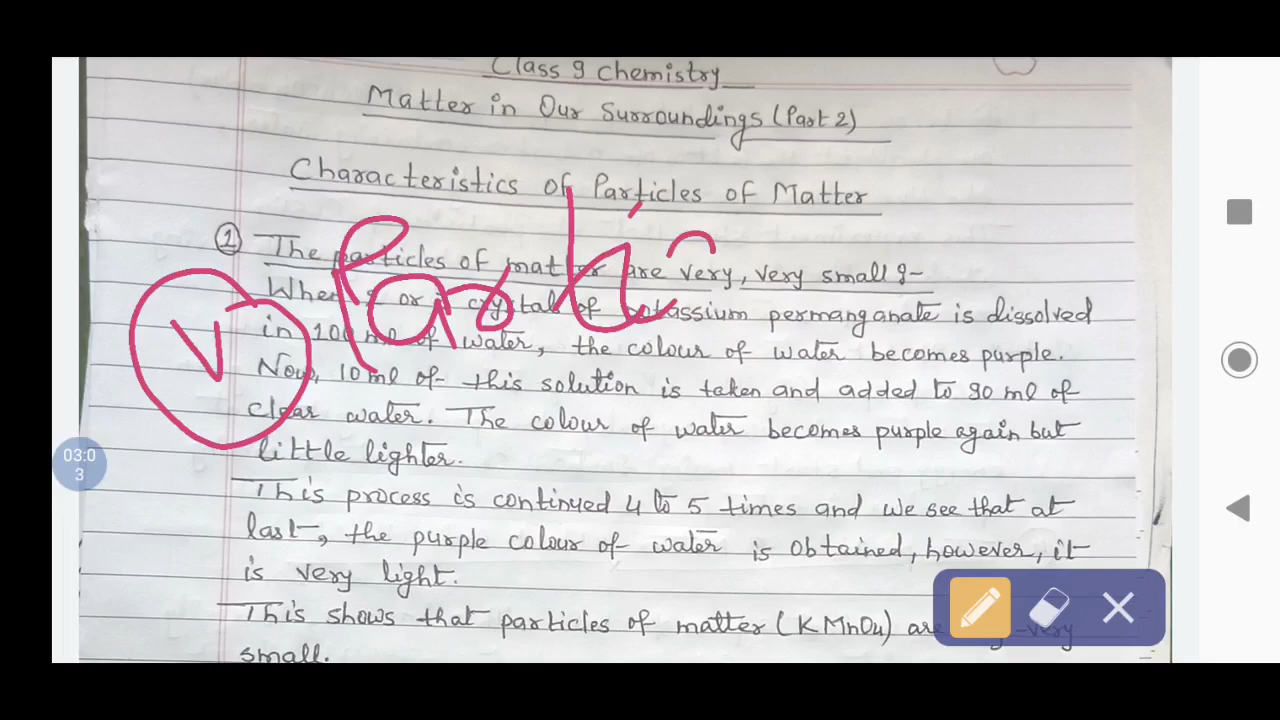 Class 9 Chemistry
Matter in Our Surroundings (Part 2)
Characteristics of Particles of Matter
① The particles of matter are very, very small :-
When 2 or 3 crystal of potassium permanganate is dissolved
in 100 ml of water, the colour of water becomes purple.
Now, 10 ml of this solution is taken and added to 90 ml of
clear water. The colour of water becomes purple again but
little lighter.
This process is continued 4 to 5 times and we see that at
last, the purple colour of water is obtained, however, it
is very light.
This shows that particles of matter (KMnO4) are very
small.
03:0
3